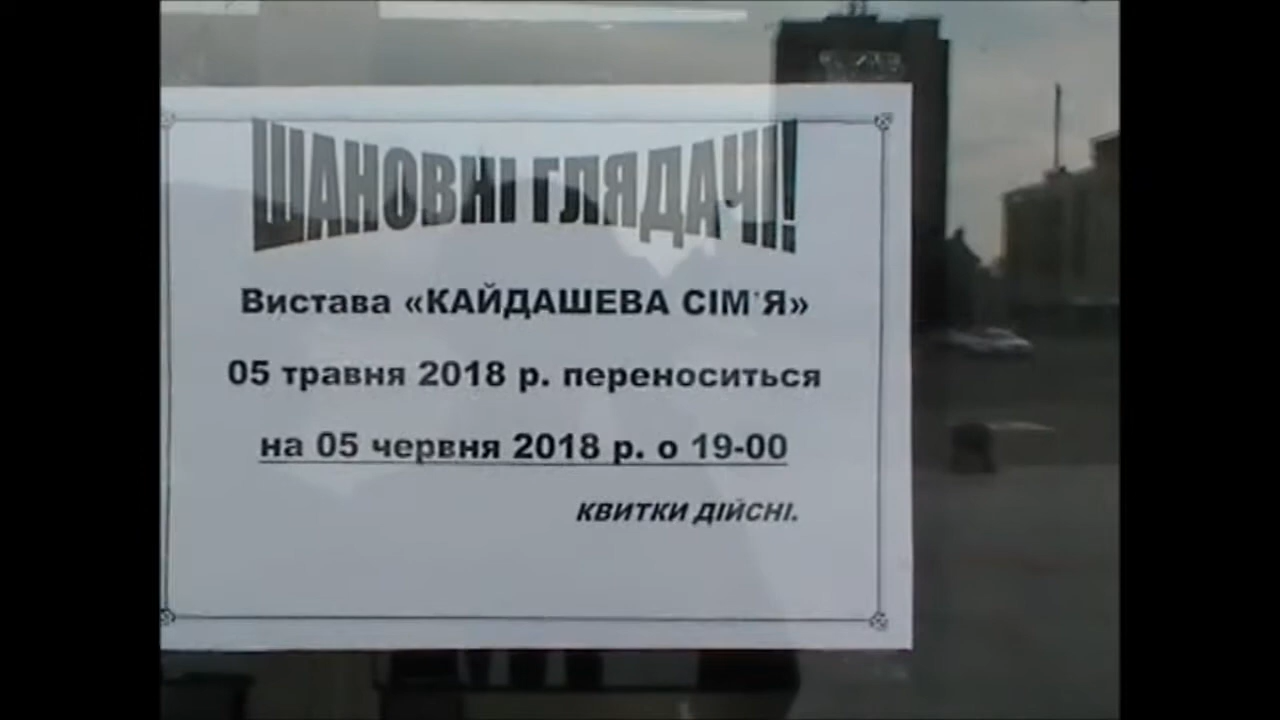 ШАНОВНІ ГЛЯДАЧІ!
Вистава «КАЙДАШЕВА СІМ'Я»
05 травня 2018 р. переноситься
на 05 червня 2018 р. о 19-00
КВИТКИ ДІЙСНІ.